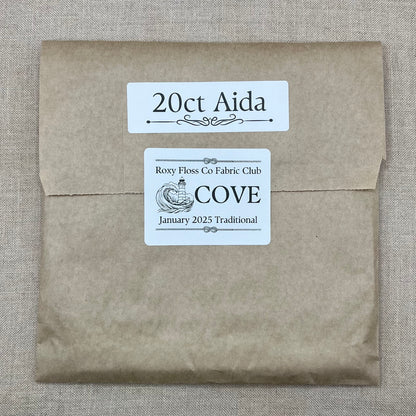 20ct Aida
Roxy Floss Co Fabric Club
COVE
January 2025 Traditional